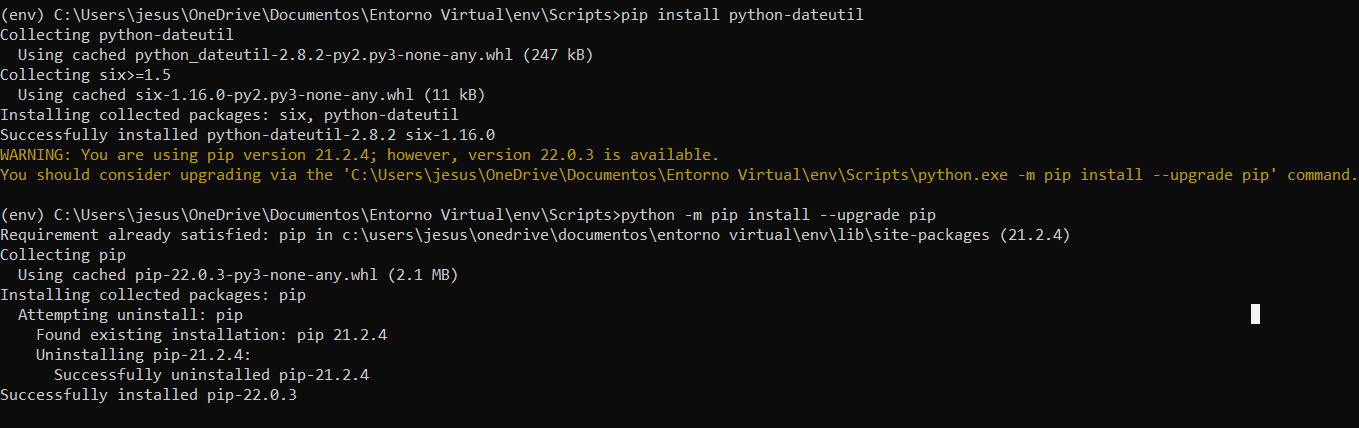 (env) C:\Users\jesus\OneDrive\Documentos\Entorno Virtual\env\Scripts>pip install python-dateutil
Collecting python-dateutil
  Using cached python_dateutil-2.8.2-py2.py3-none-any.whl (247 kB)
Collecting six>=1.5
  Using cached six-1.16.0-py2.py3-none-any.whl (11 kB)
Installing collected packages: six, python-dateutil
Successfully installed python-dateutil-2.8.2 six-1.16.0
WARNING: You are using pip version 21.2.4; however, version 22.0.3 is available.
You should consider upgrading via the 'C:\Users\jesus\OneDrive\Documentos\Entorno Virtual\env\Scripts\python.exe -m pip install --upgrade pip' command.
(env) C:\Users\jesus\OneDrive\Documentos\Entorno Virtual\env\Scripts>python -m pip install --upgrade pip
Requirement already satisfied: pip in c:\users\jesus\onedrive\documentos\entorno virtual\env\lib\site-packages (21.2.4)
Collecting pip
  Using cached pip-22.0.3-py3-none-any.whl (2.1 MB)
Installing collected packages: pip
  Attempting uninstall: pip
    Found existing installation: pip 21.2.4
    Uninstalling pip-21.2.4:
      Successfully uninstalled pip-21.2.4
Successfully installed pip-22.0.3